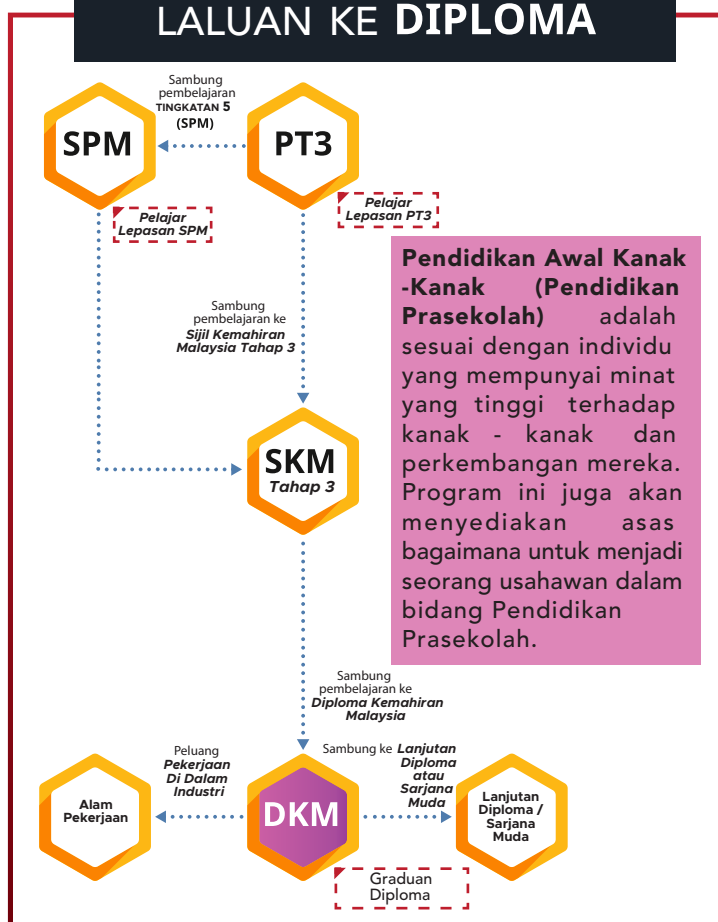 LALUAN KE DIPLOMA
Sambung
pembelajaran
TINGKATAN 5
(SPM)
SPM
PT3
Pelajar
Lepasan SPM
Pelajar
Lepasan PT3
Pendidikan Awal Kanak
-Kanak (Pendidikan
Prasekolah) adalah
sesuai dengan individu
yang mempunyai minat
yang tinggi terhadap
kanak - kanak dan
perkembangan mereka.
Program ini juga akan
menyediakan asas
bagaimana untuk menjadi
seorang usahawan dalam
bidang Pendidikan
Prasekolah.
Sambung
pembelajaran ke
Sijil Kemahiran
Malaysia Tahap 3
SKM
Tahap 3
Sambung
pembelajaran ke
Diploma Kemahiran
Malaysia
Peluang
Pekerjaan
Di Dalam
Industri
Sambung ke Lanjutan
Diploma
atau
Sarjana
Muda
Alam
Pekerjaan
DKM
Lanjutan
Diploma /
Sarjana
Muda
Graduan
Diploma